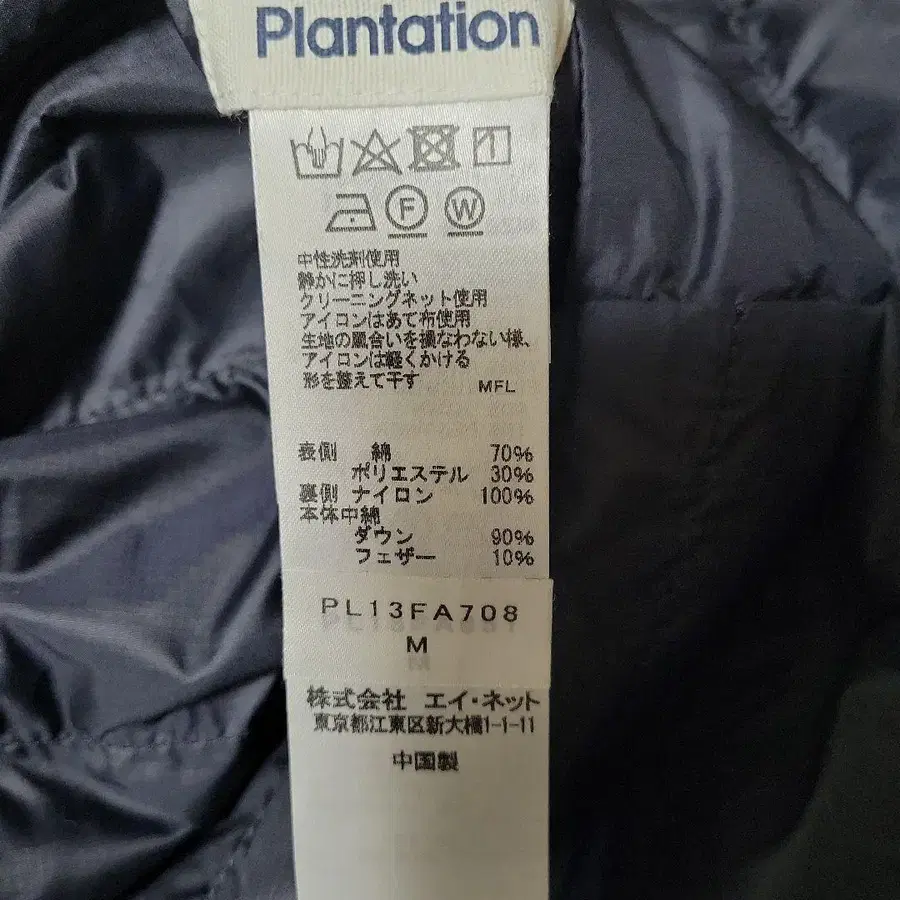 Plantation
F W
中性洗剤使用
静かに押し洗い
クリーニングネット使用
アイロンはあて布使用
生地の風合いを損なわない様、
アイロンは軽くかける
形を整えて干す MFL
表側 綿 70%
ポリエステル 30%
裏側 ナイロン 100%
本体中綿
ダウン 90%
フェザー 10%
PL13FA708
M
株式会社 エイ・ネット
東京都江東区新大橋1-1-11
中国製